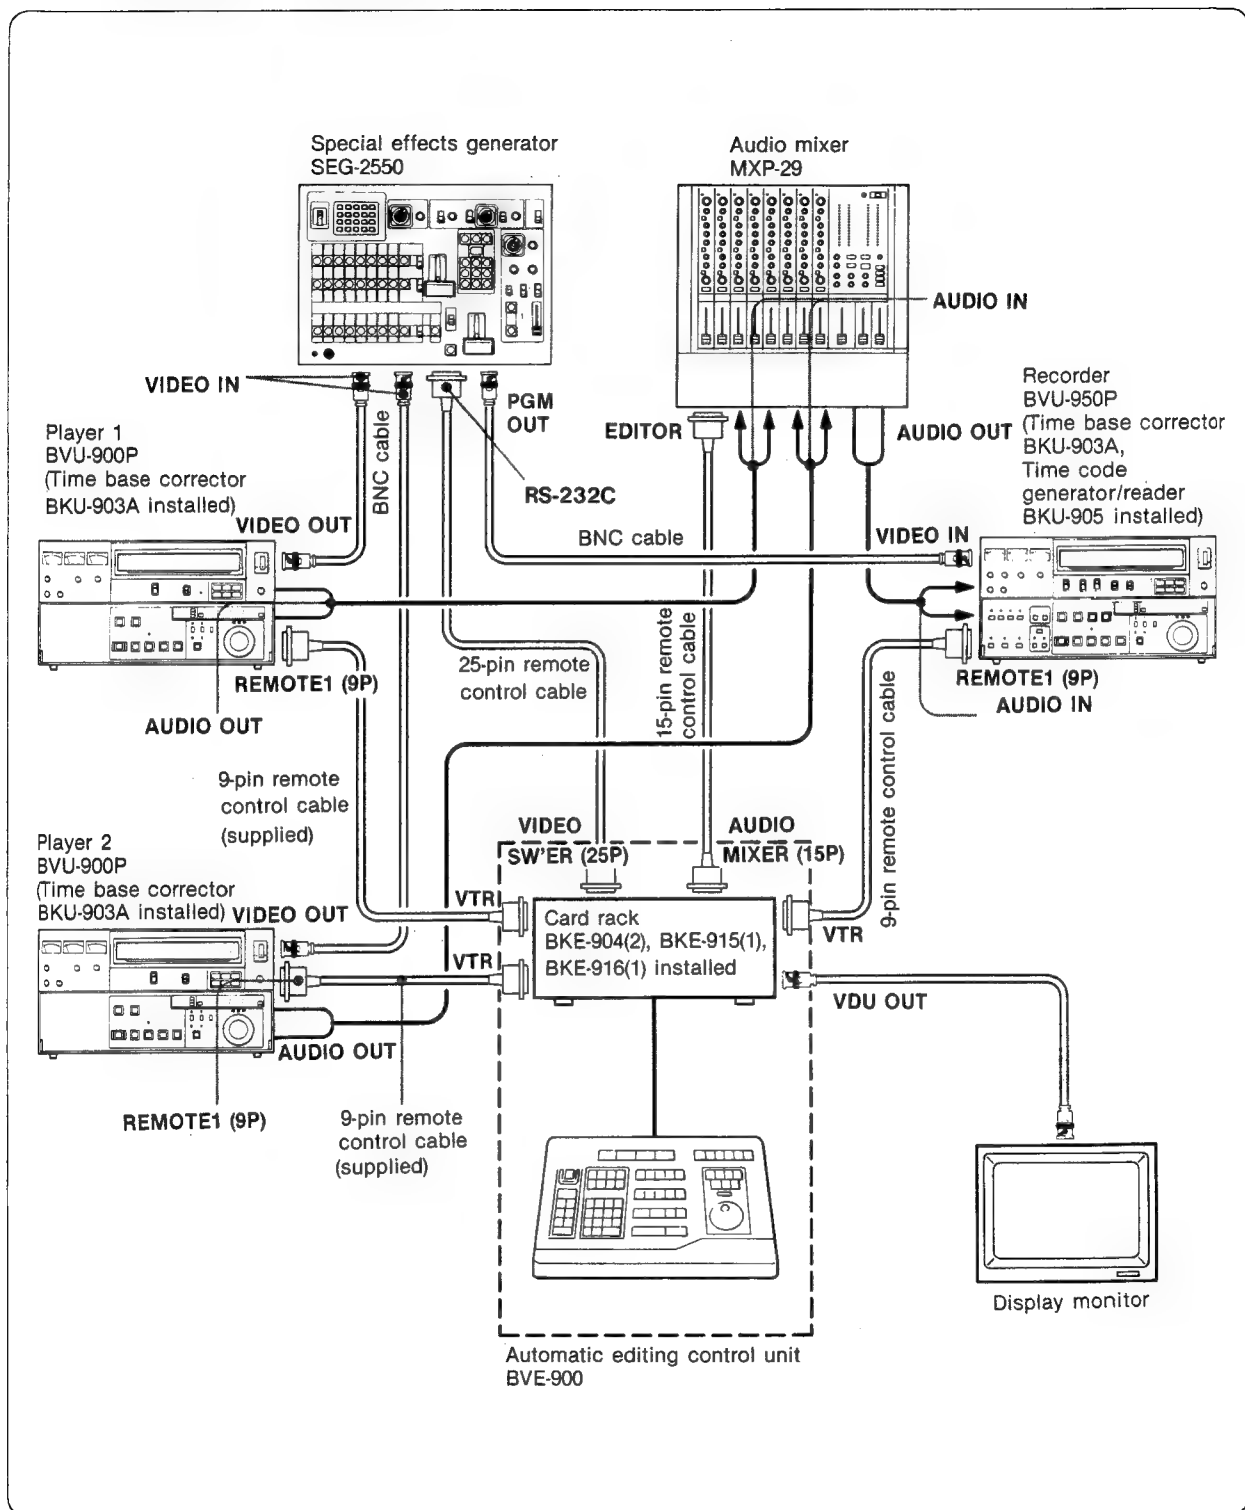 Special effects generator
SEG-2550
Audio mixer
MXP-29
AUDIO IN
VIDEO IN
BNC cable
PGM
OUT
EDITOR
AUDIO OUT
RS-232C
Recorder
BVU-950P
(Time base corrector
BKU-903A,
Time code
generator/reader
BKU-905 installed)
Player 1
BVU-900P
(Time base corrector
BKU-903A installed)
VIDEO OUT
BNC cable
VIDEO IN
REMOTE1 (9P)
AUDIO OUT
25-pin remote
control cable
15-pin remote
control cable
REMOTE1 (9P)
AUDIO IN
9-pin remote control cable
9-pin remote
control cable
(supplied)
Player 2
BVU-900P
(Time base corrector
BKU-903A installed)
VIDEO OUT
VIDEO
SW'ER (25P)
AUDIO
MIXER (15P)
VTR
VTR
VTR
Card rack
BKE-904(2), BKE-915(1),
BKE-916(1) installed
VDU OUT
AUDIO OUT
REMOTE1 (9P)
9-pin remote
control cable
(supplied)
Display monitor
Automatic editing control unit
BVE-900